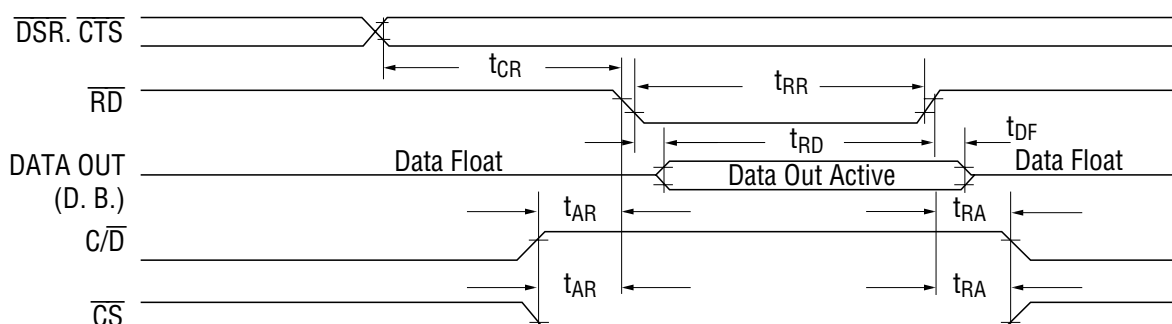 DSR. CTS
tCR
tRR
RD
tRD
tDF
DATA OUT
(D. B.)
Data Float
Data Out Active
Data Float
tAR
tRA
C/D
tAR
tRA
CS